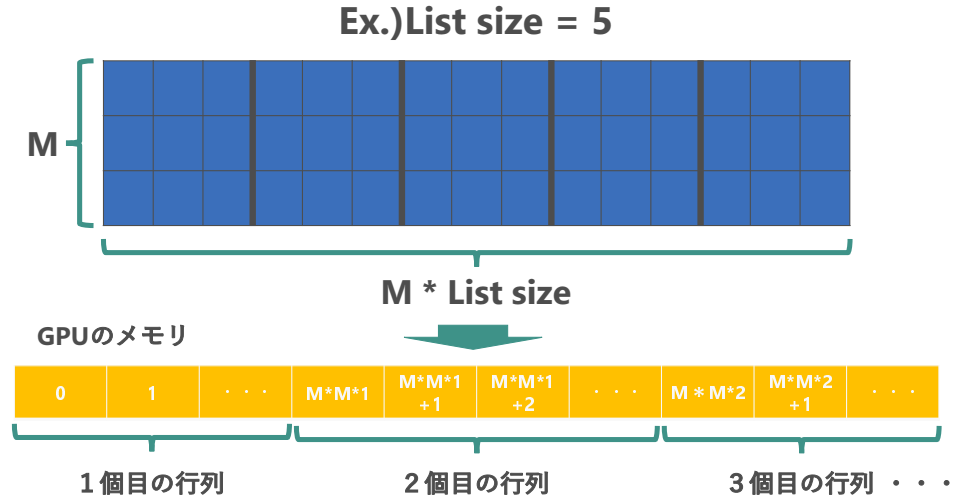 Ex.)List size = 5
M
M * List size
GPUのメモリ
0
1
・・・
M*M*1
M*M*1
+1
M*M*1
+2
・・・
M＊M*2
M*M*2
+1
・・・
１個目の行列
２個目の行列
３個目の行列 ・・・